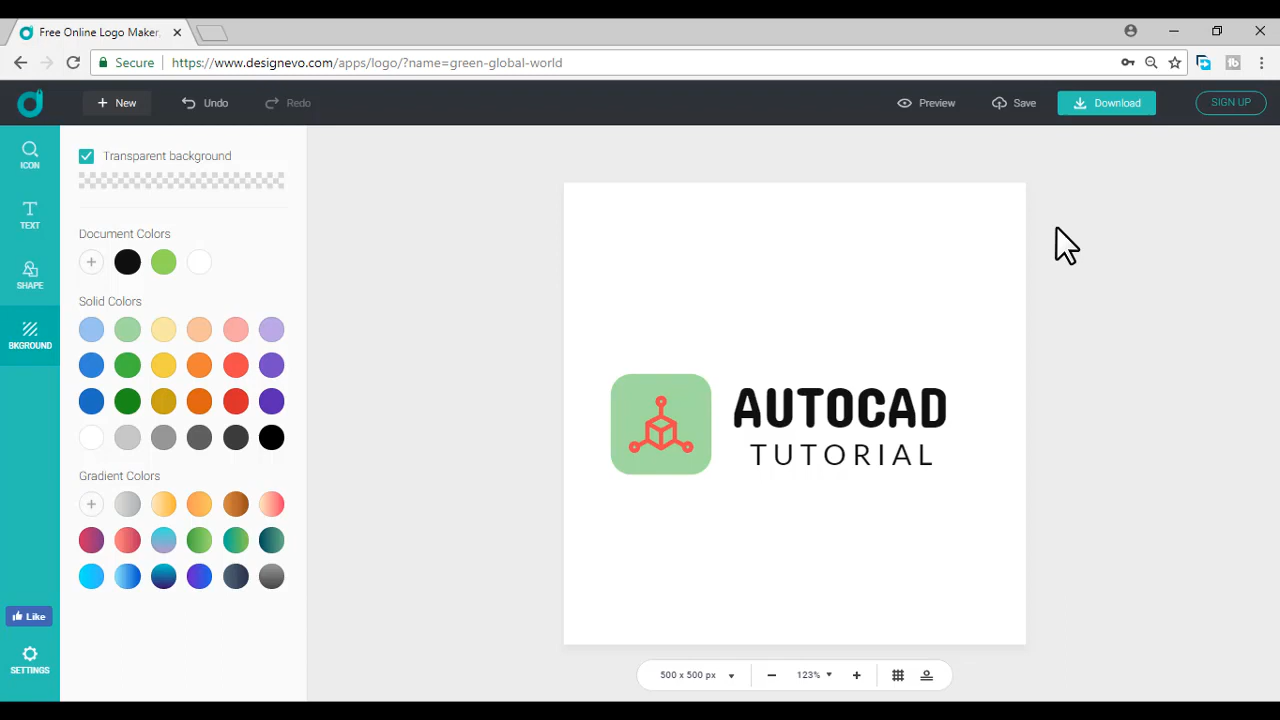 Free Online Logo Maker,
Secure https://www.designevo.com/apps/logo/?name=green-global-world
New Undo Redo Preview Save Download SIGN UP
ICON
TEXT
SHAPE
BKGROUND
Like
SETTINGS
Transparent background
Document Colors
Solid Colors
Gradient Colors
AUTOCAD
TUTORIAL
500 x 500 px 123%